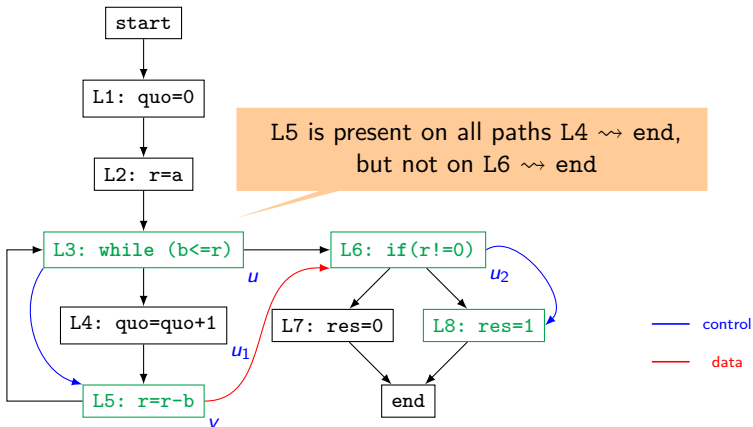 start
L1: quo=0
L5 is present on all paths L4 ⇝ end,
but not on L6 ⇝ end
L2: r=a
L3: while (b<=r)
L6: if(r!=0)
u
u2
L4: quo=quo+1
L7: res=0
L8: res=1
control
u1
data
L5: r=r-b
end
v